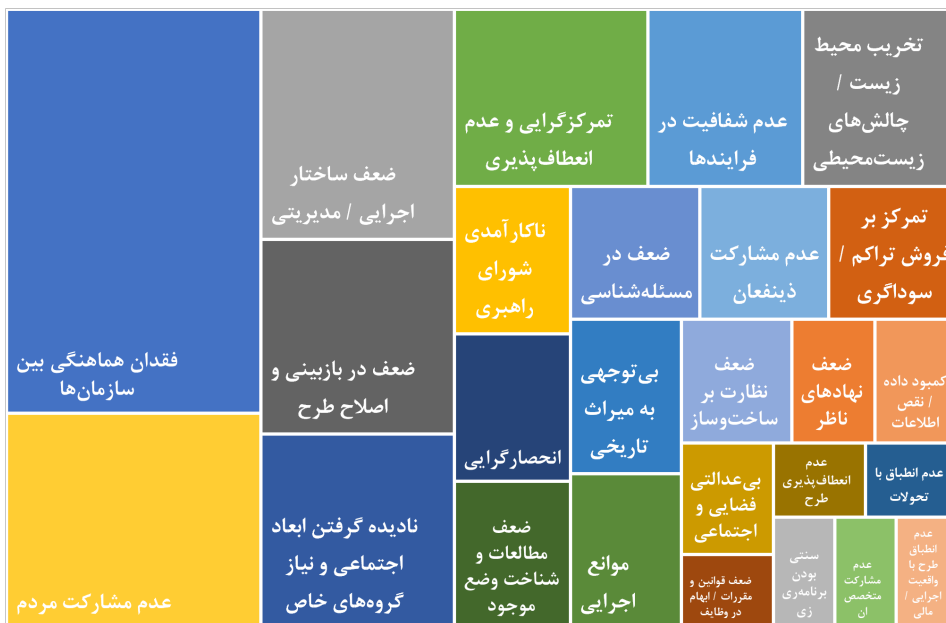 فقدان هماهنگی بین
سازمان‌ها
عدم مشارکت مردم
ضعف ساختار
اجرایی / مدیریتی
ضعف در بازبینی و
اصلاح طرح
نادیده گرفتن ابعاد
اجتماعی و نیاز
گروه‌های خاص
تمرکزگرایی و عدم
انعطاف‌پذیری
عدم شفافیت در
فرایندها
تخریب محیط
زیست /
چالش‌های
زیست‌محیطی
ناکارآمدی
شورای
راهبری
ضعف در
مسئله‌شناسی
عدم مشارکت
ذینفعان
تمرکز بر
فروش تراکم /
سوداگری
انحصارگرایی
بی‌توجهی
به میراث
تاریخی
ضعف
نظارت بر
ساخت‌وساز
ضعف
نهادهای
ناظر
کمبود داده
/ نقص
اطلاعات
ضعف
مطالعات و
شناخت وضع
موجود
موانع
اجرایی
بی‌عدالتی
فضایی و
اجتماعی
عدم
انعطاف‌پذیری
طرح
عدم انطباق با
تحولات
ضعف قوانین و
مقررات / ابهام
در وظایف
سنتی
بودن
برنامه‌ری
زی
عدم
مشارکت
متخصص
ان
عدم
انطباق
طرح با
واقعیت
اجرایی /
مالی